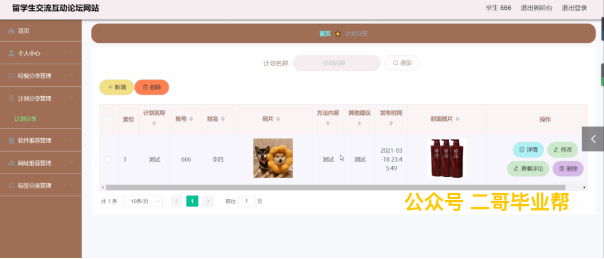 留学生交流互动论坛网站
学生 666 退出到前台 退出登录
首页
首页 计划分享
个人中心
计划名称 计划名称 查询
经验分享管理
新增 删除
计划分享管理
计划分享
索引 计划名称 账号 姓名 照片 方法内容 其他建议 发布时间 封面图片 操作
软件推荐管理
网课推荐管理
标签分类管理
1 测试 666 李四 测试 测试 2021-03-18 23:45:49
详情 修改
查看评论 删除
共 1 条 10条/页 1 前往 1 页
公众号 二哥毕业帮